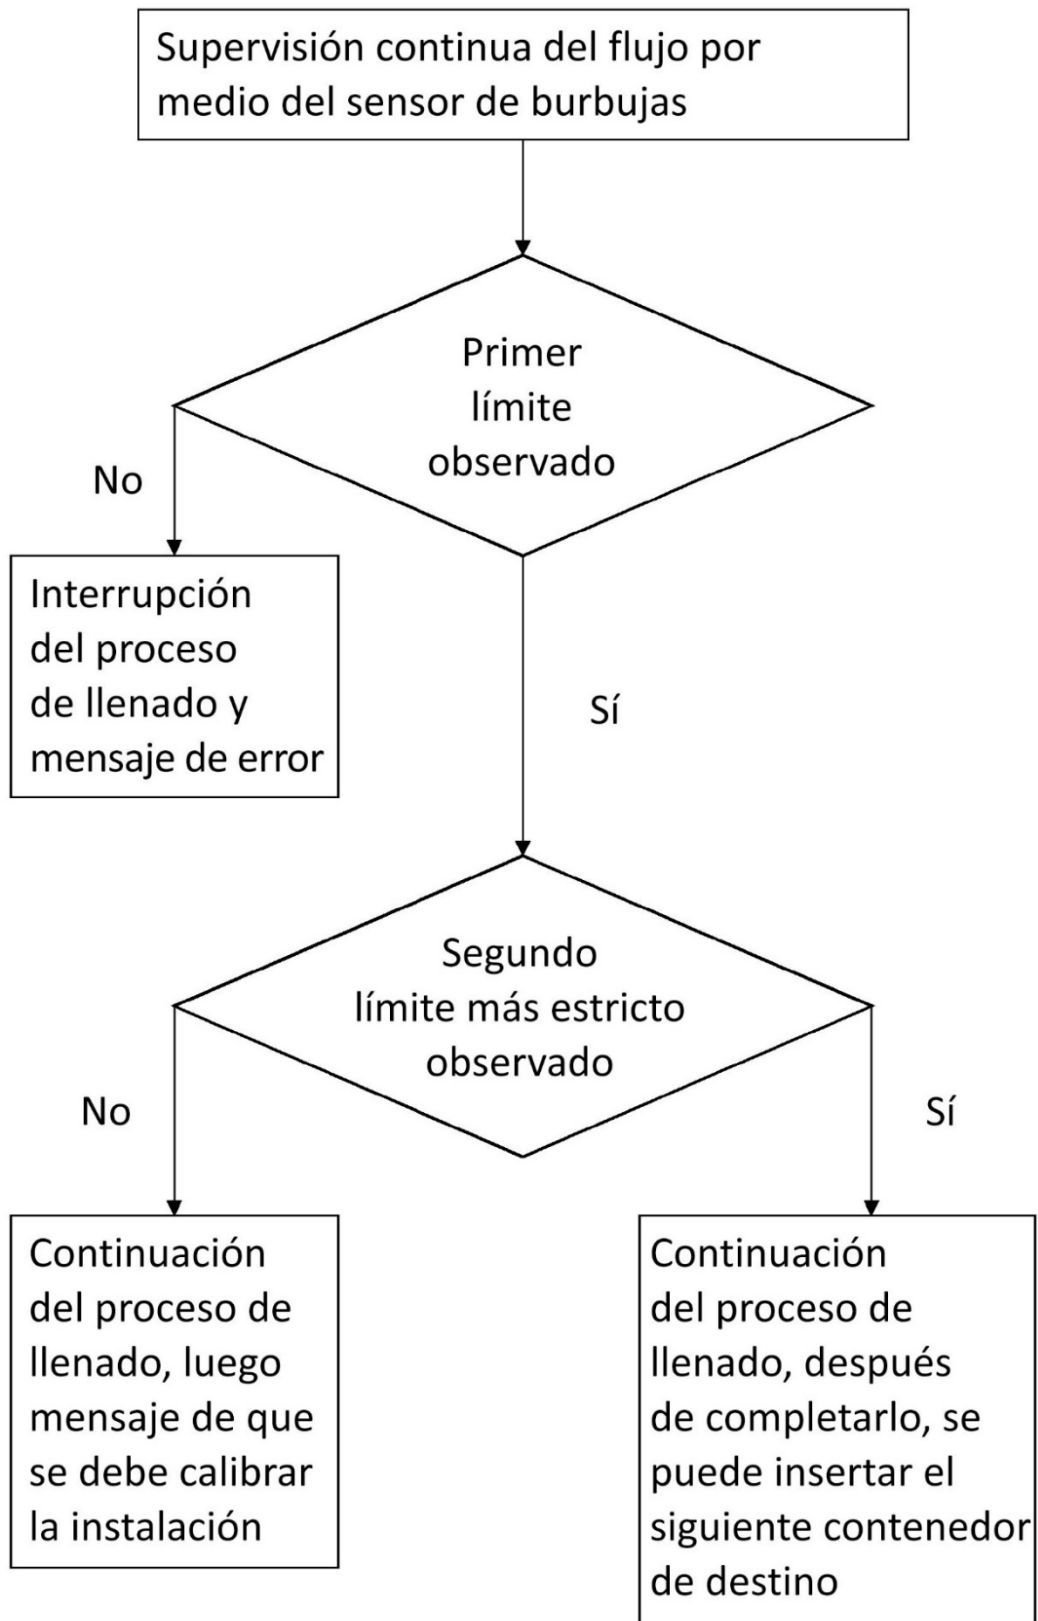 Supervisión continua del flujo por
medio del sensor de burbujas
Primer
límite
observado
No
Interrupción
del proceso
de llenado y
mensaje de error
Sí
Segundo
límite más estricto
observado
No
Sí
Continuación
del proceso de
llenado, luego
mensaje de que
se debe calibrar
la instalación
Continuación
del proceso de
llenado, después
de completarlo, se
puede insertar el
siguiente contenedor
de destino